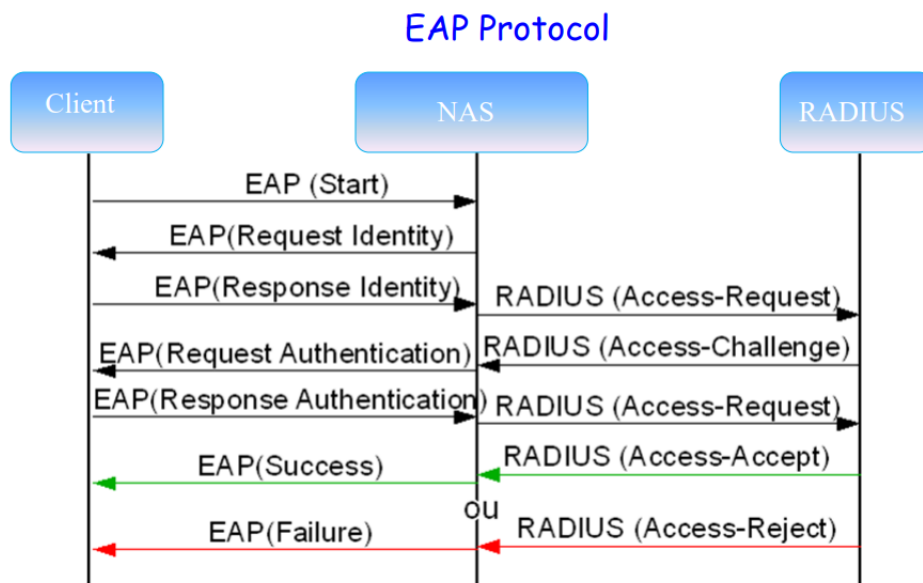 EAP Protocol
Client
NAS
RADIUS
EAP (Start)
EAP(Request Identity)
EAP(Response Identity)
RADIUS (Access-Request)
EAP(Request Authentication)
RADIUS (Access-Challenge)
EAP(Response Authentication)
RADIUS (Access-Request)
EAP(Success)
RADIUS (Access-Accept)
ou
EAP(Failure)
RADIUS (Access-Reject)